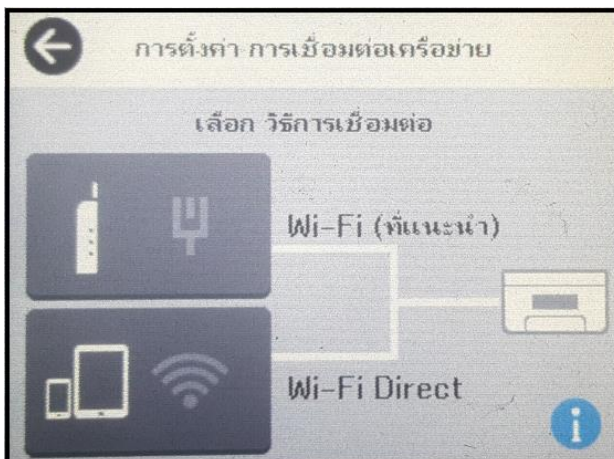 การตั้งค่า การเชื่อมต่อเครือข่าย
เลือก วิธีการเชื่อมต่อ
Wi-Fi (ที่แนะนำ)
Wi-Fi Direct
i